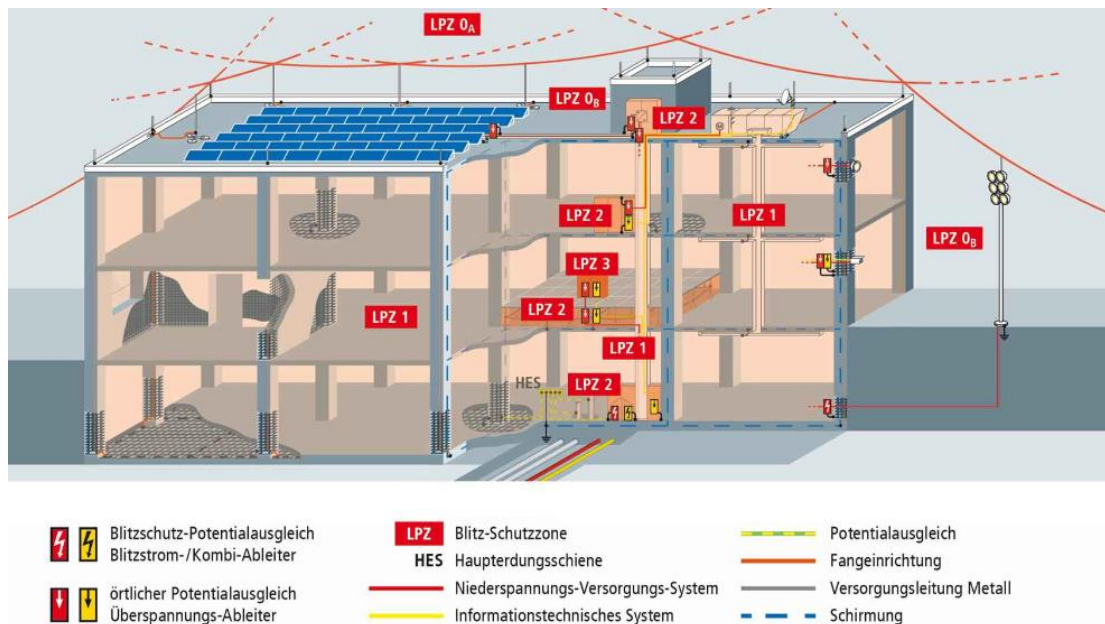 LPZ 0A
LPZ 0B
LPZ 2
LPZ 2
LPZ 1
LPZ 0B
LPZ 3
LPZ 2
LPZ 1
LPZ 1
HES
LPZ 2
Blitzschutz-Potentialausgleich
Blitzstrom-/Kombi-Ableiter
örtlicher Potentialausgleich
Überspannungs-Ableiter
LPZ Blitz-Schutzzone
HES Haupterdungsschiene
Niederspannungs-Versorgungs-System
Informationstechnisches System
Potentialausgleich
Fangeinrichtung
Versorgungsleitung Metall
Schirmung